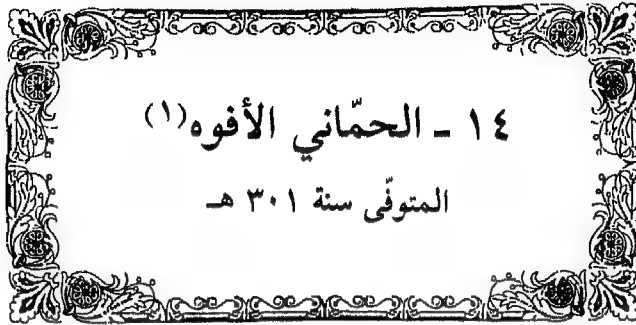 ١٤ ـ الحمّاني الأفوه(١)
المتوفّى سنة ٣٠١ هـ